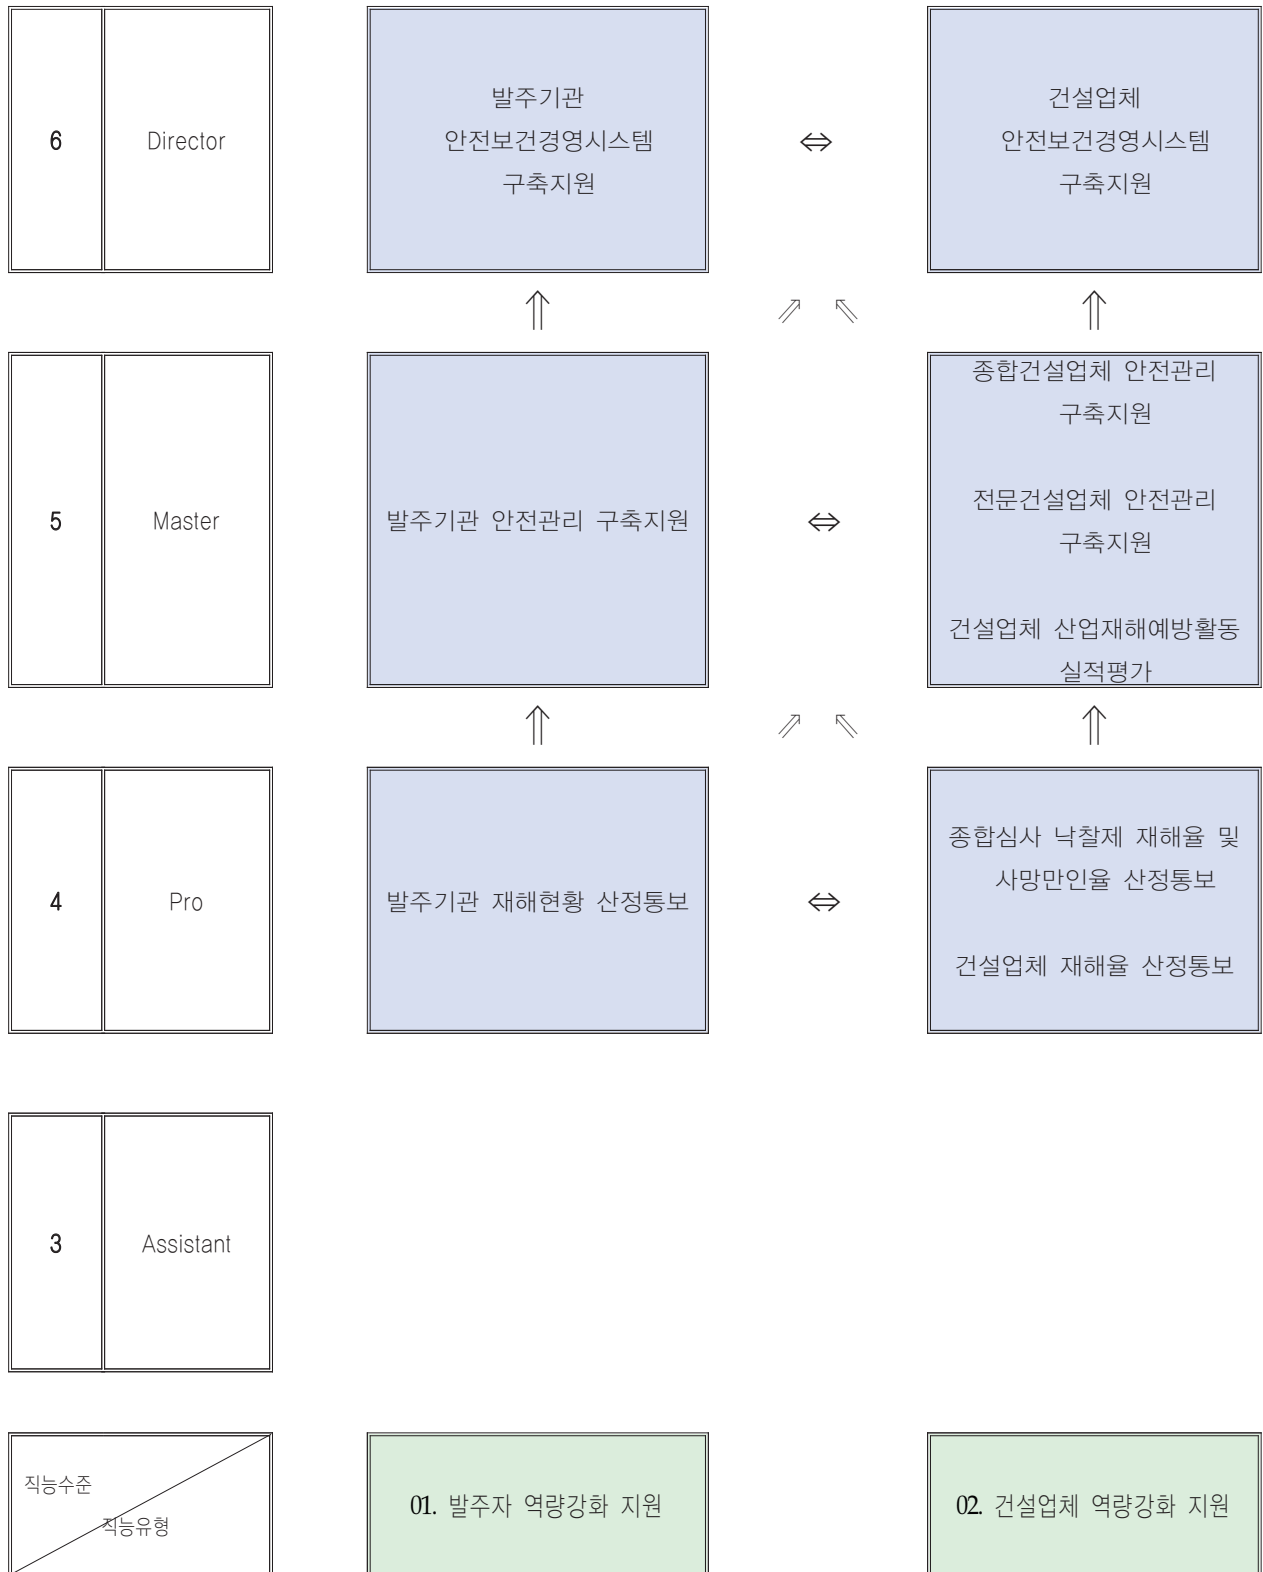 6
Director
발주기관
안전보건경영시스템
구축지원
⇔
건설업체
안전보건경영시스템
구축지원
⇑
⇗ ⇖
⇑
5
Master
발주기관 안전관리 구축지원
⇔
종합건설업체 안전관리
구축지원
전문건설업체 안전관리
구축지원
건설업체 산업재해예방활동
실적평가
⇑
⇗ ⇖
⇑
4
Pro
발주기관 재해현황 산정통보
⇔
종합심사 낙찰제 재해율 및
사망만인율 산정통보
건설업체 재해율 산정통보
3
Assistant
직능수준
직능유형
01. 발주자 역량강화 지원
02. 건설업체 역량강화 지원